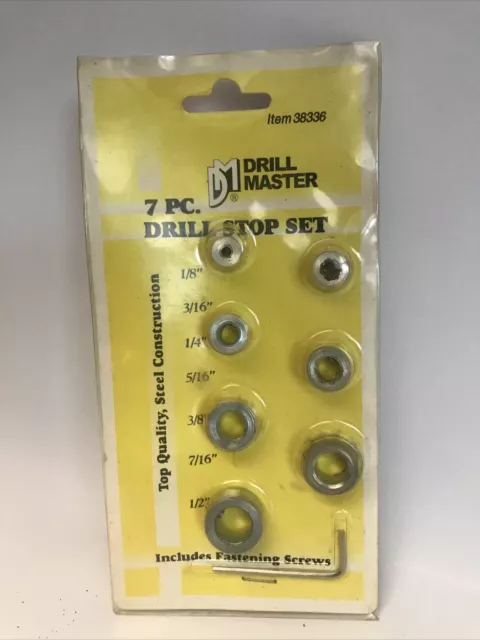 Item 38336
DM
®
DRILL
MASTER
7 PC.
DRILL STOP SET
1/8"
3/16"
1/4"
5/16"
3/8"
7/16"
1/2"
Top Quality, Steel Construction
Includes Fastening Screws